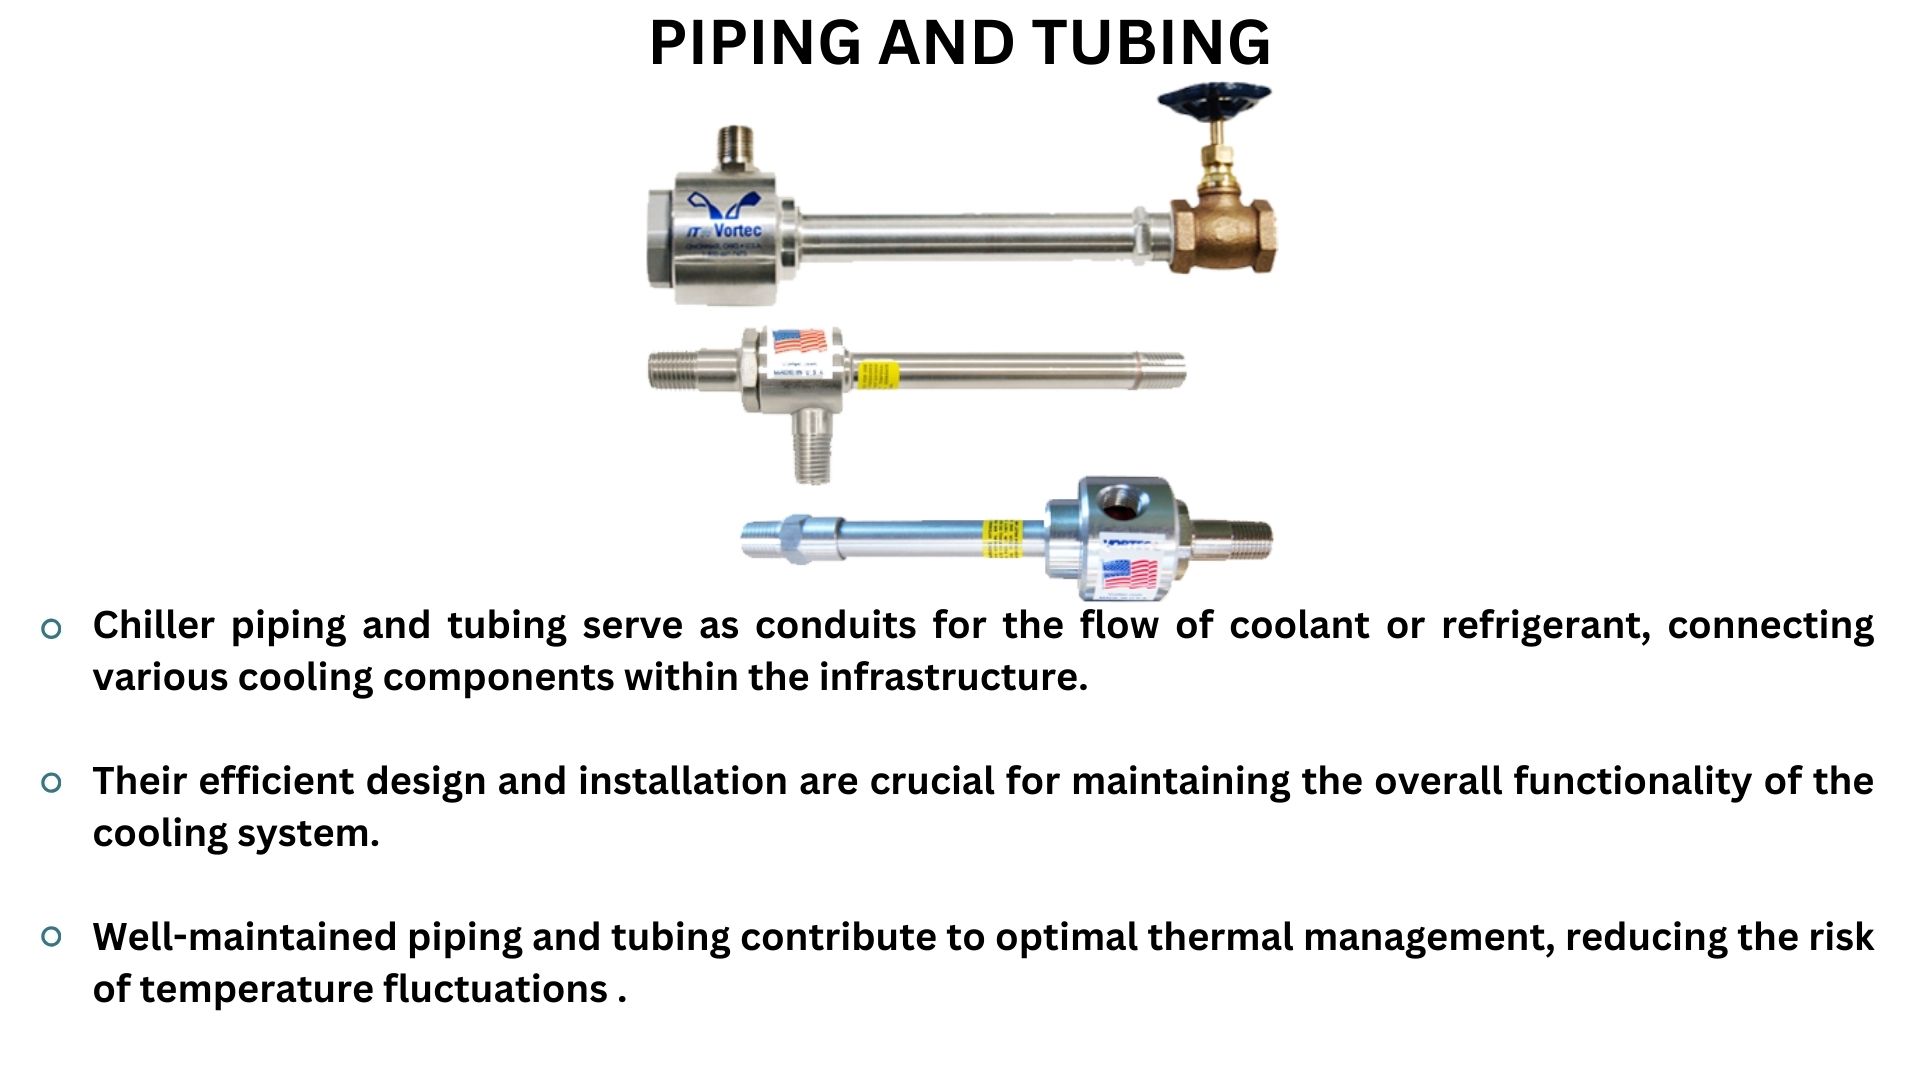 PIPING AND TUBING
ITW Vortec
CINCINNATI, OHIO • U.S.A.
MADE IN U.S.A.
VORTEC
Chiller piping and tubing serve as conduits for the flow of coolant or refrigerant, connecting
various cooling components within the infrastructure.
Their efficient design and installation are crucial for maintaining the overall functionality of the
cooling system.
Well-maintained piping and tubing contribute to optimal thermal management, reducing the risk
of temperature fluctuations .